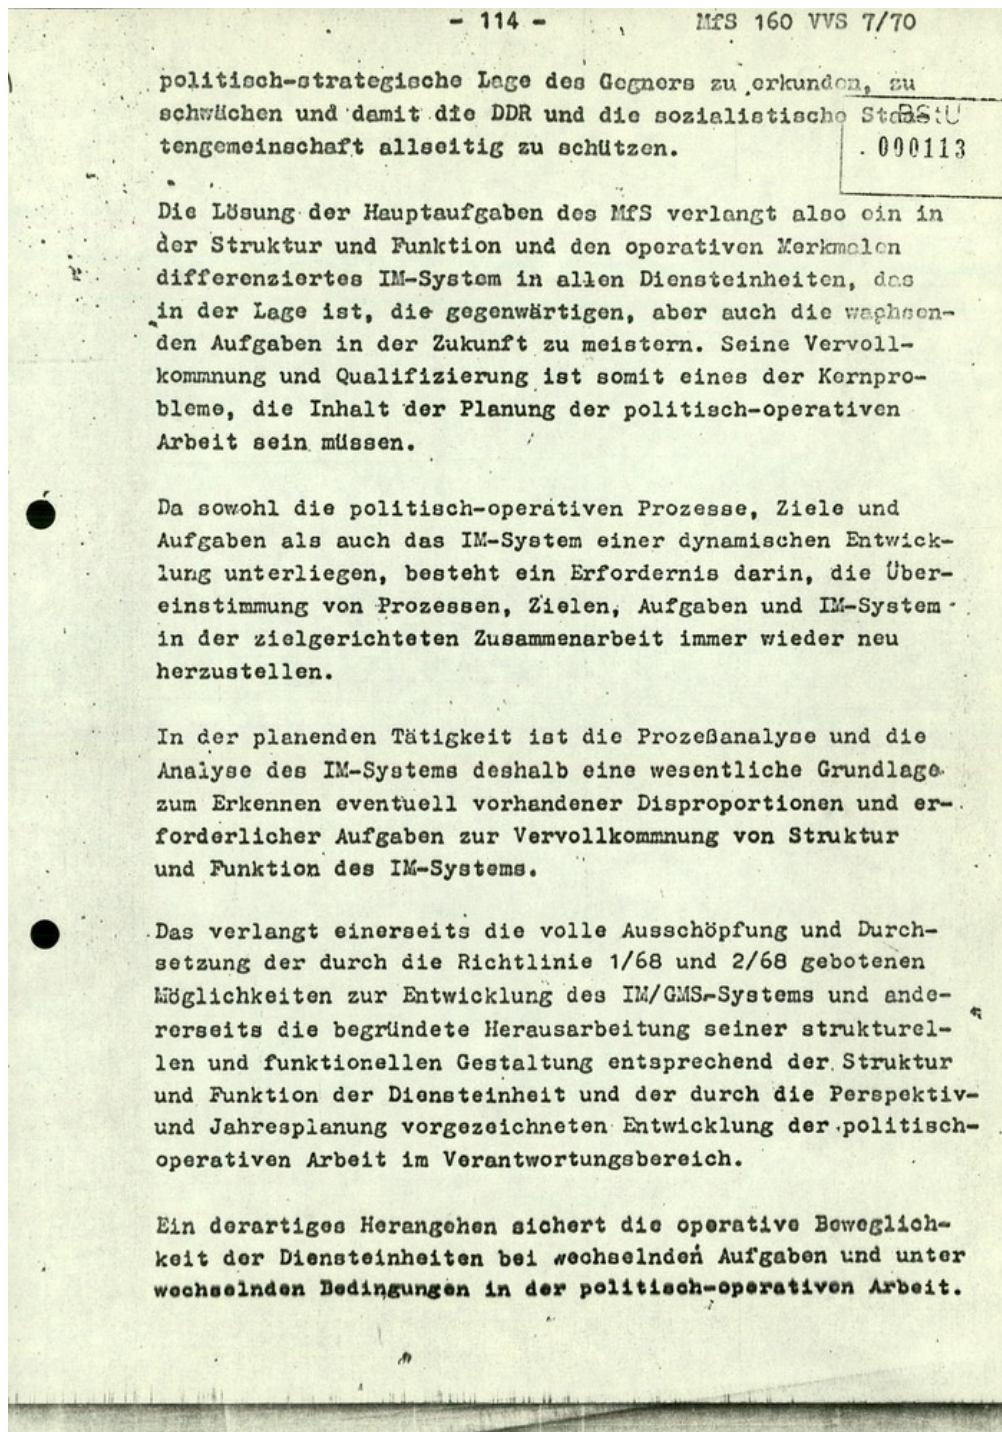 - 114 -
MfS 160 VVS 7/70
politisch-strategische Lage des Gegners zu erkunden, zu
schwächen und damit die DDR und die sozialistische Staa-
BStU
tengemeinschaft allseitig zu schützen.
000113
Die Lösung der Hauptaufgaben des MfS verlangt also ein in
der Struktur und Funktion und den operativen Merkmalen
differenziertes IM-System in allen Diensteinheiten, das
in der Lage ist, die gegenwärtigen, aber auch die wachsen-
den Aufgaben in der Zukunft zu meistern. Seine Vervoll-
kommnung und Qualifizierung ist somit eines der Kernpro-
bleme, die Inhalt der Planung der politisch-operativen
Arbeit sein müssen.
Da sowohl die politisch-operativen Prozesse, Ziele und
Aufgaben als auch das IM-System einer dynamischen Entwick-
lung unterliegen, besteht ein Erfordernis darin, die Über-
einstimmung von Prozessen, Zielen, Aufgaben und IM-System
in der zielgerichteten Zusammenarbeit immer wieder neu
herzustellen.
In der planenden Tätigkeit ist die Prozeßanalyse und die
Analyse des IM-Systems deshalb eine wesentliche Grundlage
zum Erkennen eventuell vorhandener Disproportionen und er-
forderlicher Aufgaben zur Vervollkommnung von Struktur
und Funktion des IM-Systems.
Das verlangt einerseits die volle Ausschöpfung und Durch-
setzung der durch die Richtlinie 1/68 und 2/68 gebotenen
Möglichkeiten zur Entwicklung des IM/GMS-Systems und ande-
rerseits die begründete Herausarbeitung seiner strukturel-
len und funktionellen Gestaltung entsprechend der Struktur
und Funktion der Diensteinheit und der durch die Perspektiv-
und Jahresplanung vorgezeichneten Entwicklung der politisch-
operativen Arbeit im Verantwortungsbereich.
Ein derartiges Herangehen sichert die operative Beweglich-
keit der Diensteinheiten bei wechselnden Aufgaben und unter
wechselnden Bedingungen in der politisch-operativen Arbeit.